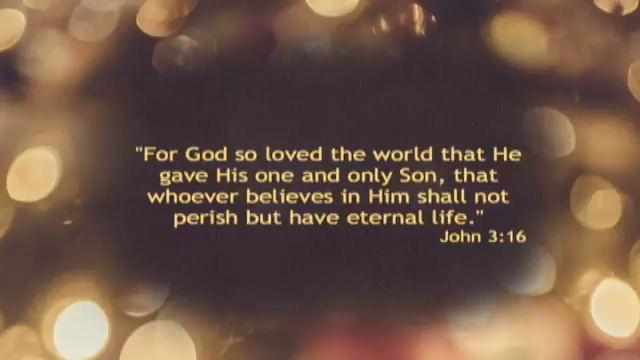 "For God so loved the world that He
gave His one and only Son, that
whoever believes in Him shall not
perish but have eternal life."
John 3:16